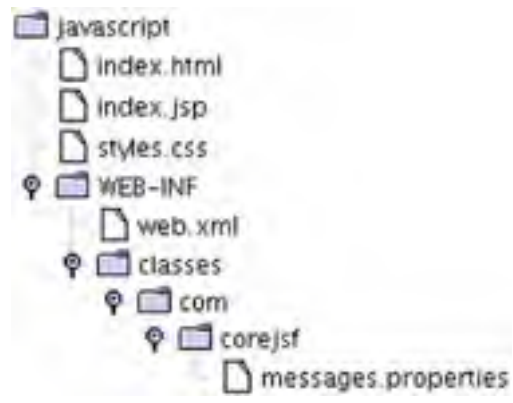 javascript
index.html
index.jsp
styles.css
WEB-INF
web.xml
classes
com
corejsf
messages.properties